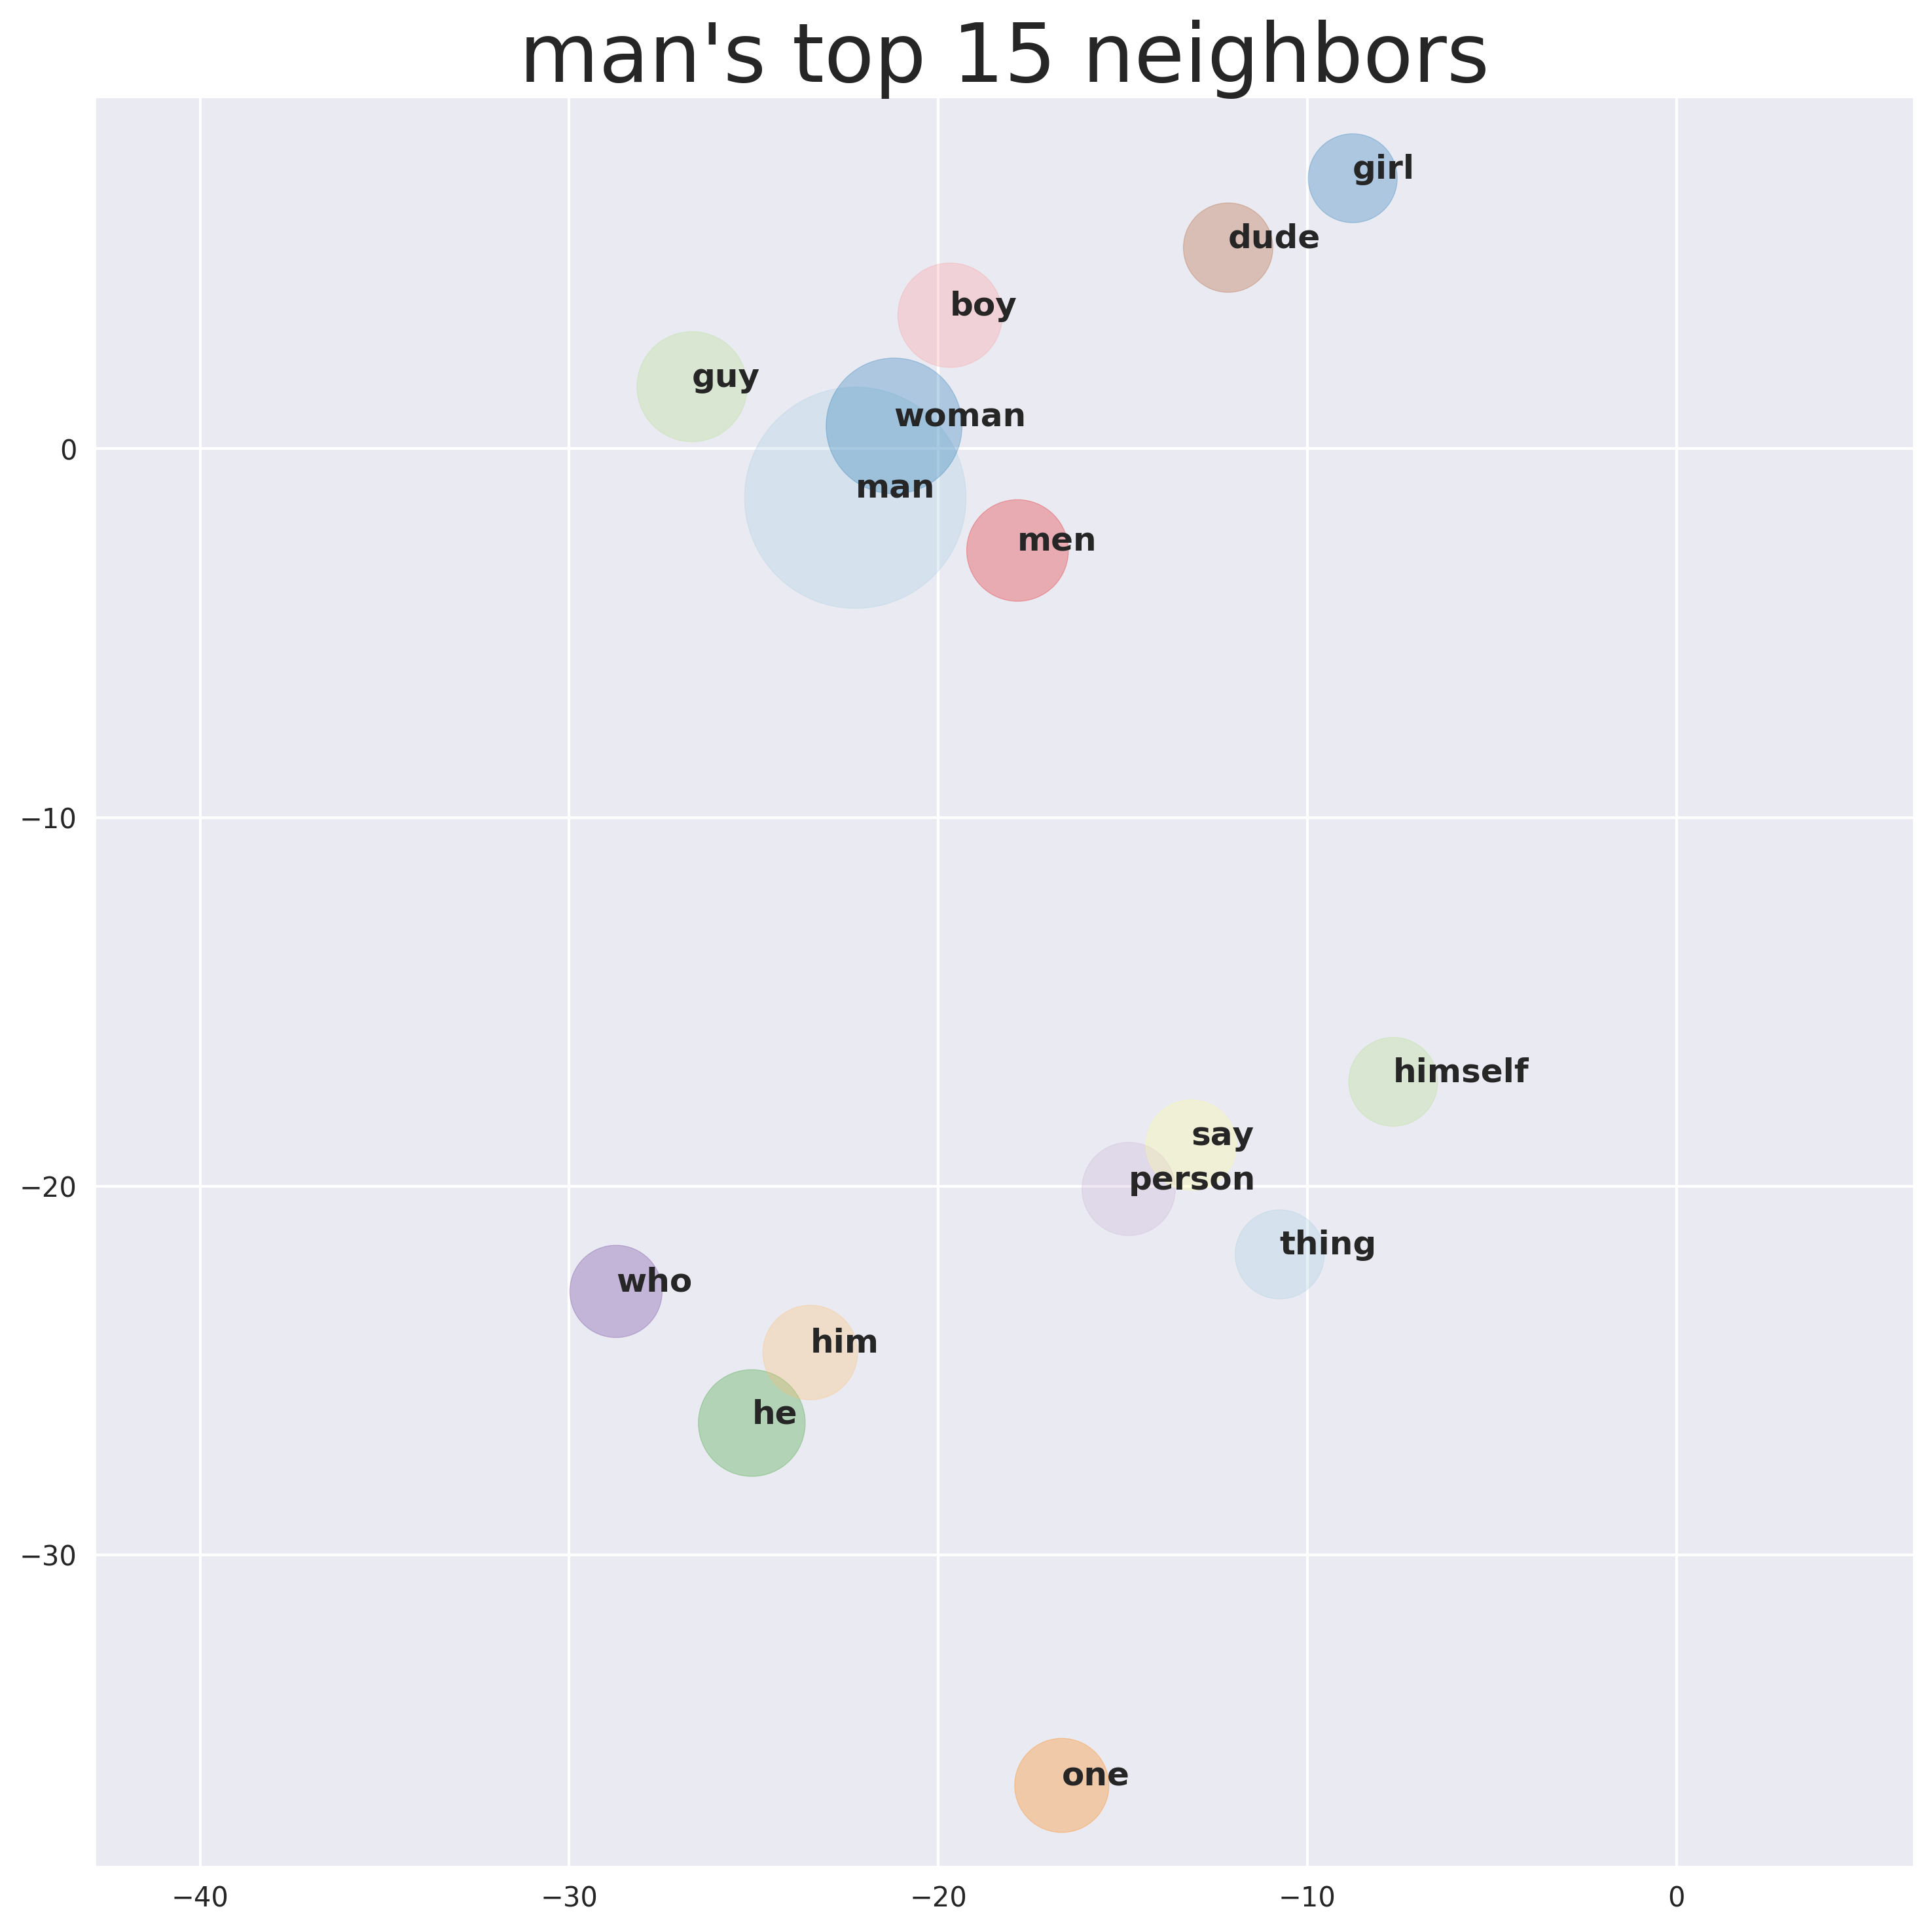 man's top 15 neighbors
girl
dude
boy
guy
woman
0
man
men
−10
himself
say
person
−20
thing
who
him
he
−30
one
−40
−30
−20
−10
0